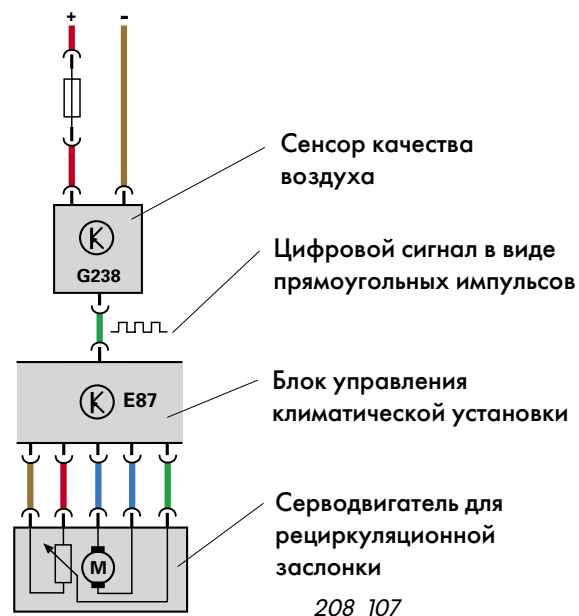 + -
Сенсор качества
воздуха
G238
Цифровой сигнал в виде
прямоугольных импульсов
E87
Блок управления
климатической установки
Серводвигатель для
рециркуляционной
заслонки
M
208_107